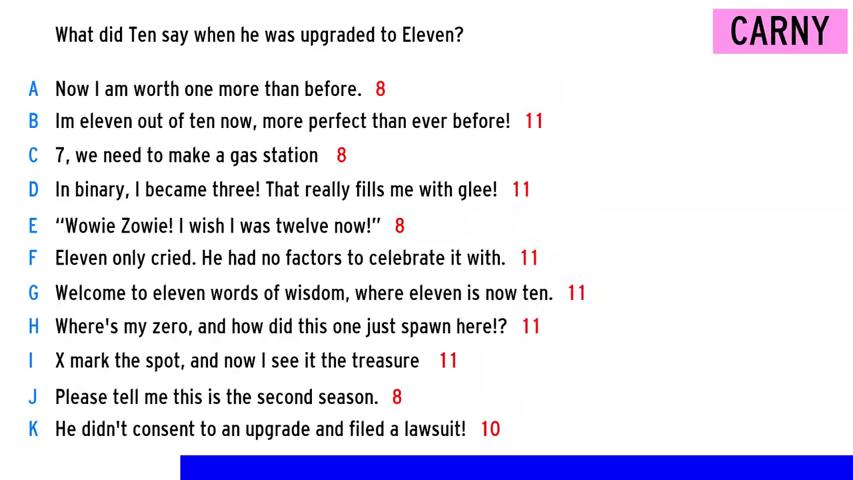 What did Ten say when he was upgraded to Eleven?
CARNY
A Now I am worth one more than before. 8
B Im eleven out of ten now, more perfect than ever before! 11
C 7, we need to make a gas station 8
D In binary, I became three! That really fills me with glee! 11
E “Wowie Zowie! I wish I was twelve now!” 8
F Eleven only cried. He had no factors to celebrate it with. 11
G Welcome to eleven words of wisdom, where eleven is now ten. 11
H Where's my zero, and how did this one just spawn here!? 11
I X mark the spot, and now I see it the treasure 11
J Please tell me this is the second season. 8
K He didn't consent to an upgrade and filed a lawsuit! 10